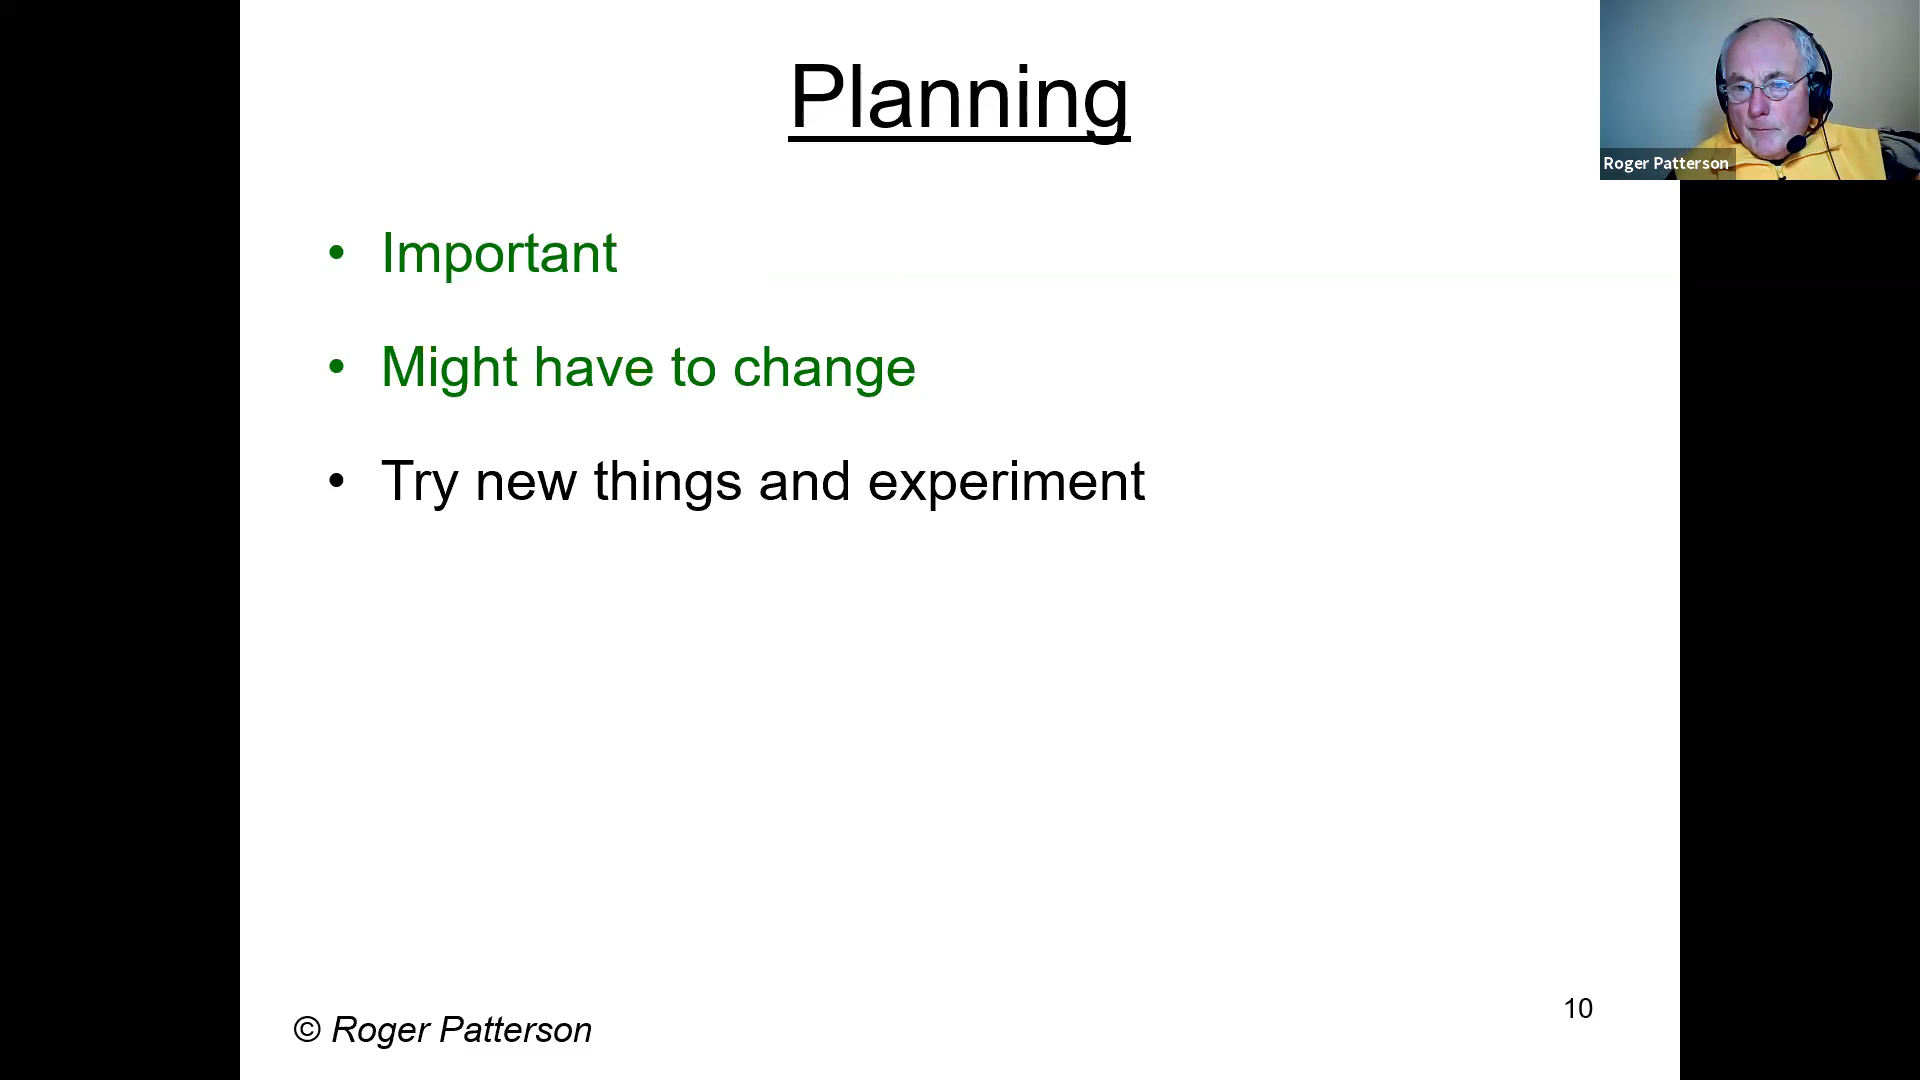 Planning
Roger Patterson
• Important
• Might have to change
• Try new things and experiment
10
© Roger Patterson